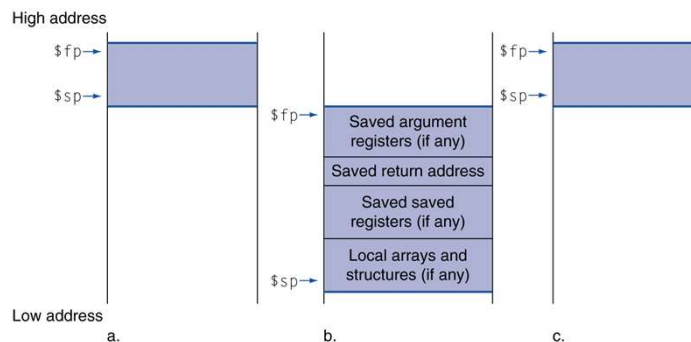 High address
$fp
$sp
$fp
Saved argument
registers (if any)
Saved return address
Saved saved
registers (if any)
Local arrays and
structures (if any)
$sp
$fp
$sp
Low address
a.
b.
c.